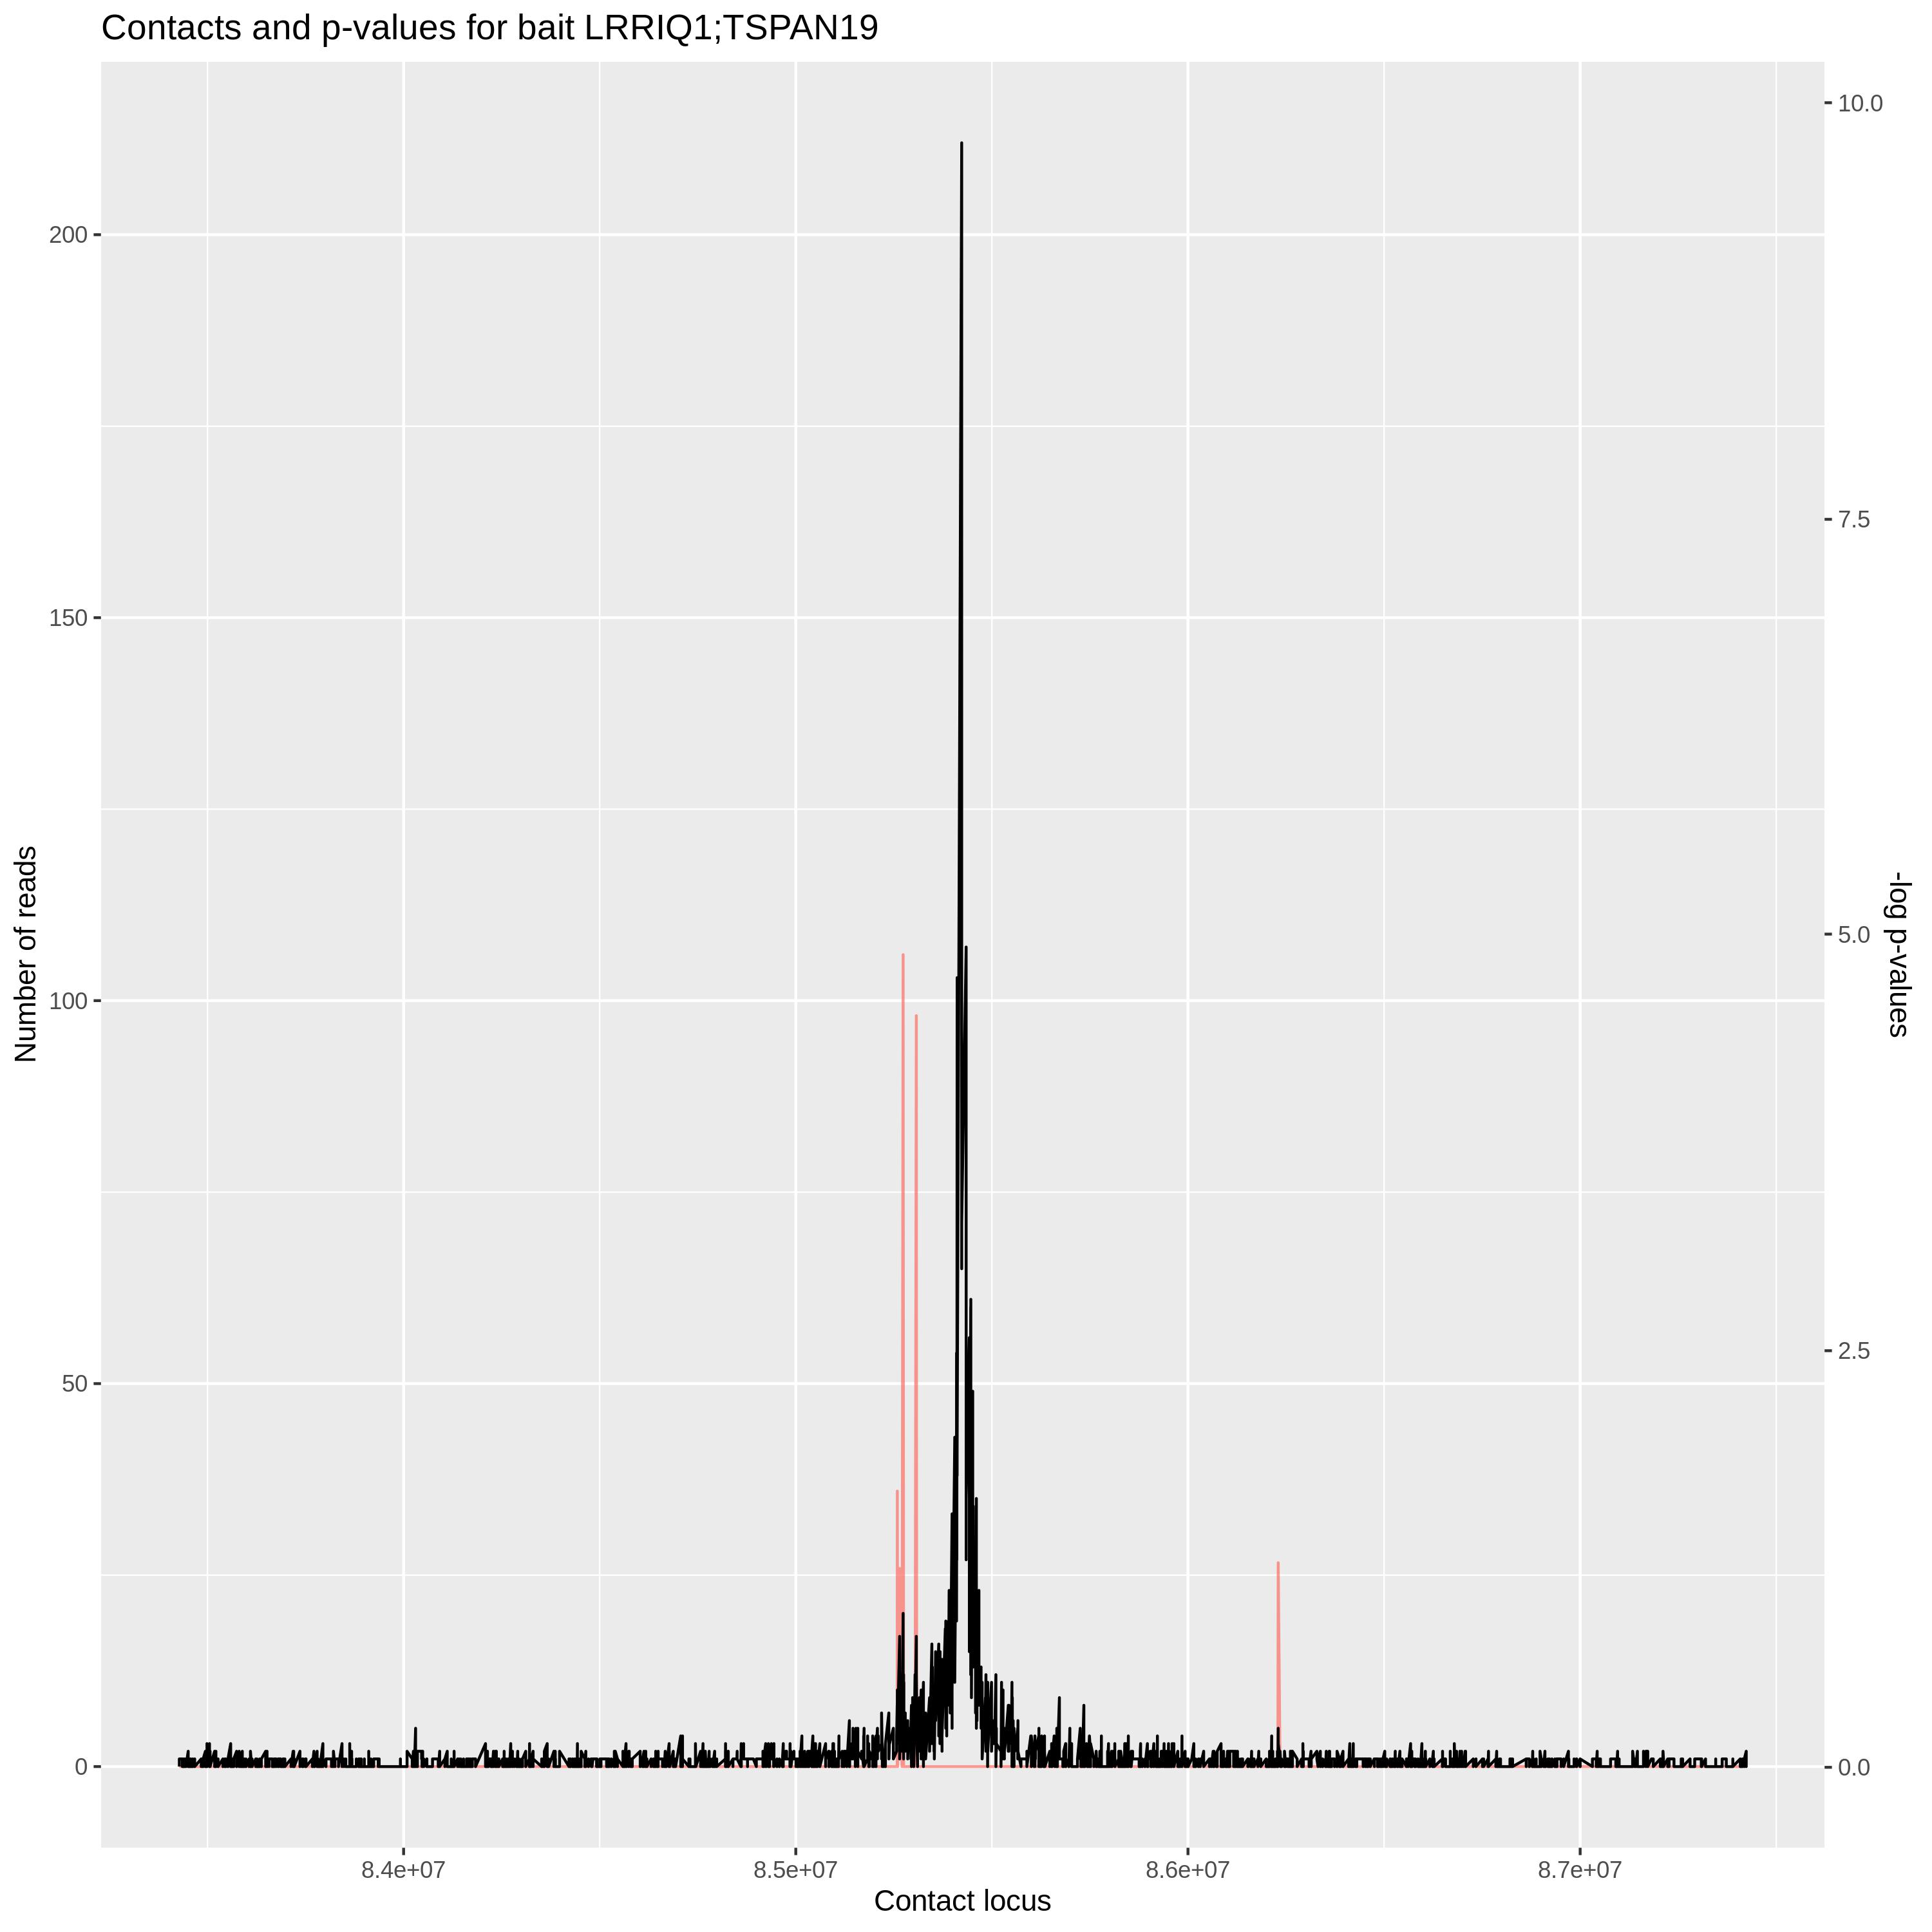 Contacts and p-values for bait LRRIQ1;TSPAN19
10.0
200
7.5
150
Number of reads
-log p-values
5.0
100
2.5
50
0
0.0
8.4e+07
8.5e+07
8.6e+07
8.7e+07
Contact locus